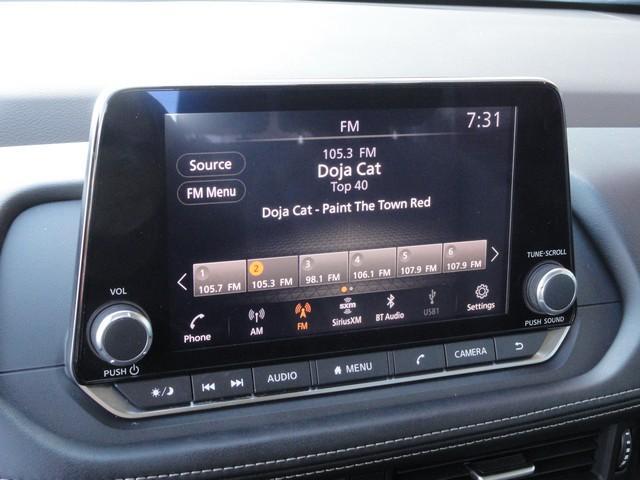 FM
7:31
105.3 FM
Source
Doja Cat
Top 40
FM Menu
Doja Cat - Paint The Town Red
1 2 3 4 5 6
105.7 FM 105.3 FM 98.1 FM 106.1 FM 107.9 FM 107.9 FM
Phone AM FM sxm SiriusXM BT Audio USB1 Settings
VOL
PUSH
TUNE·SCROLL
PUSH SOUND
AUDIO MENU CAMERA